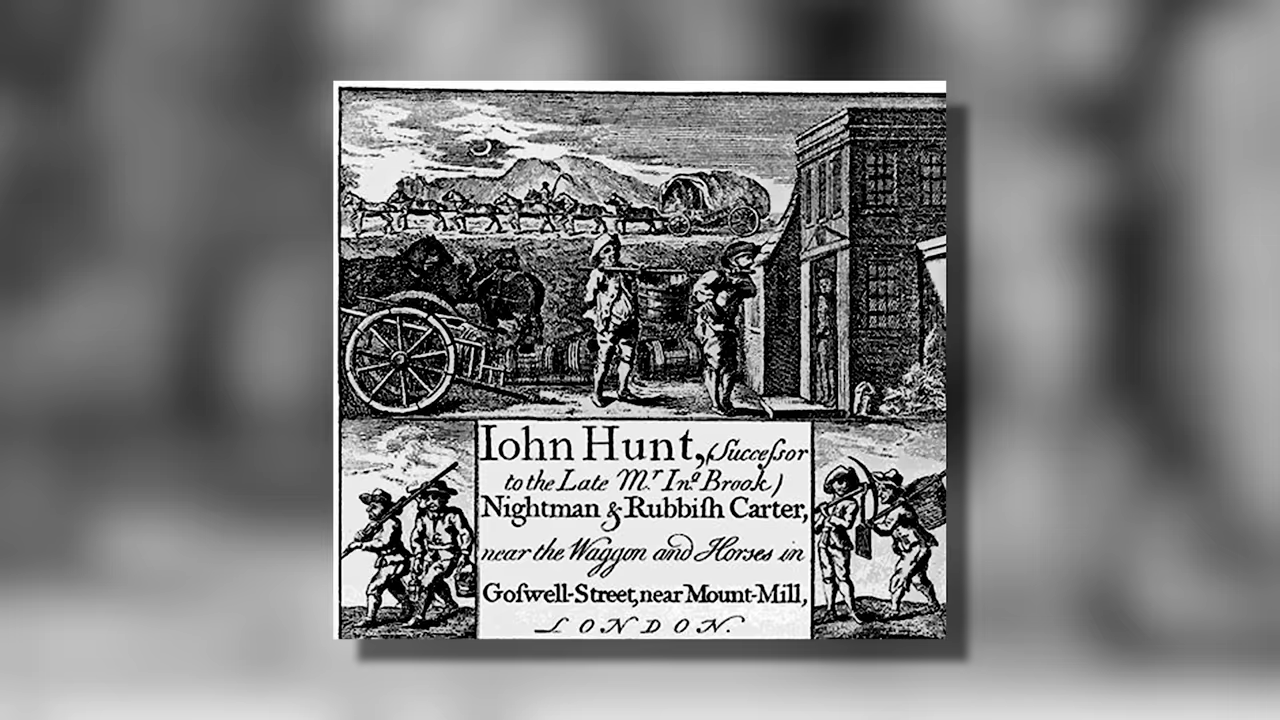 Iohn Hunt, (Succeſsor
to the Late Mr. Inº Brook)
Nightman & Rubbiſh Carter,
near the Waggon and Horses in
Goſwell-Street, near Mount-Mill,
LONDON.